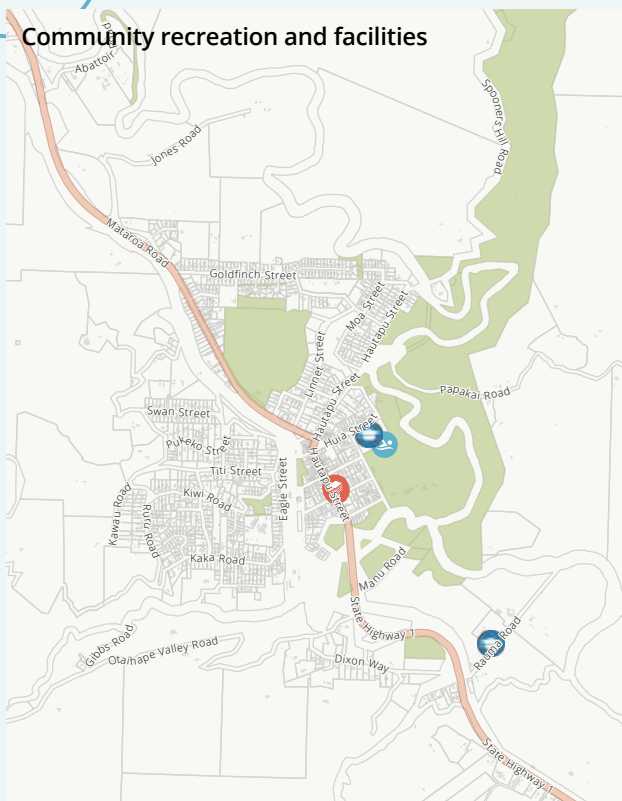 Community recreation and facilities
Road
Abattoir
Spooners Hill Road
Jones Road
Mataroa Road
Goldfinch Street
Moa Street
Hautapu Street
Linnet Street
Hautapu Street
Papakai Road
Swan Street
Huia Street
Pukeko Street
Titi Street
Eagle Street
Hautapu Street
Kiwi Road
Kawau Road
Ruru Road
Kaka Road
Manu Road
State Highway 1
Gibbs Road
Otaihape Valley Road
Dixon Way
Rauma Road
State Highway 1